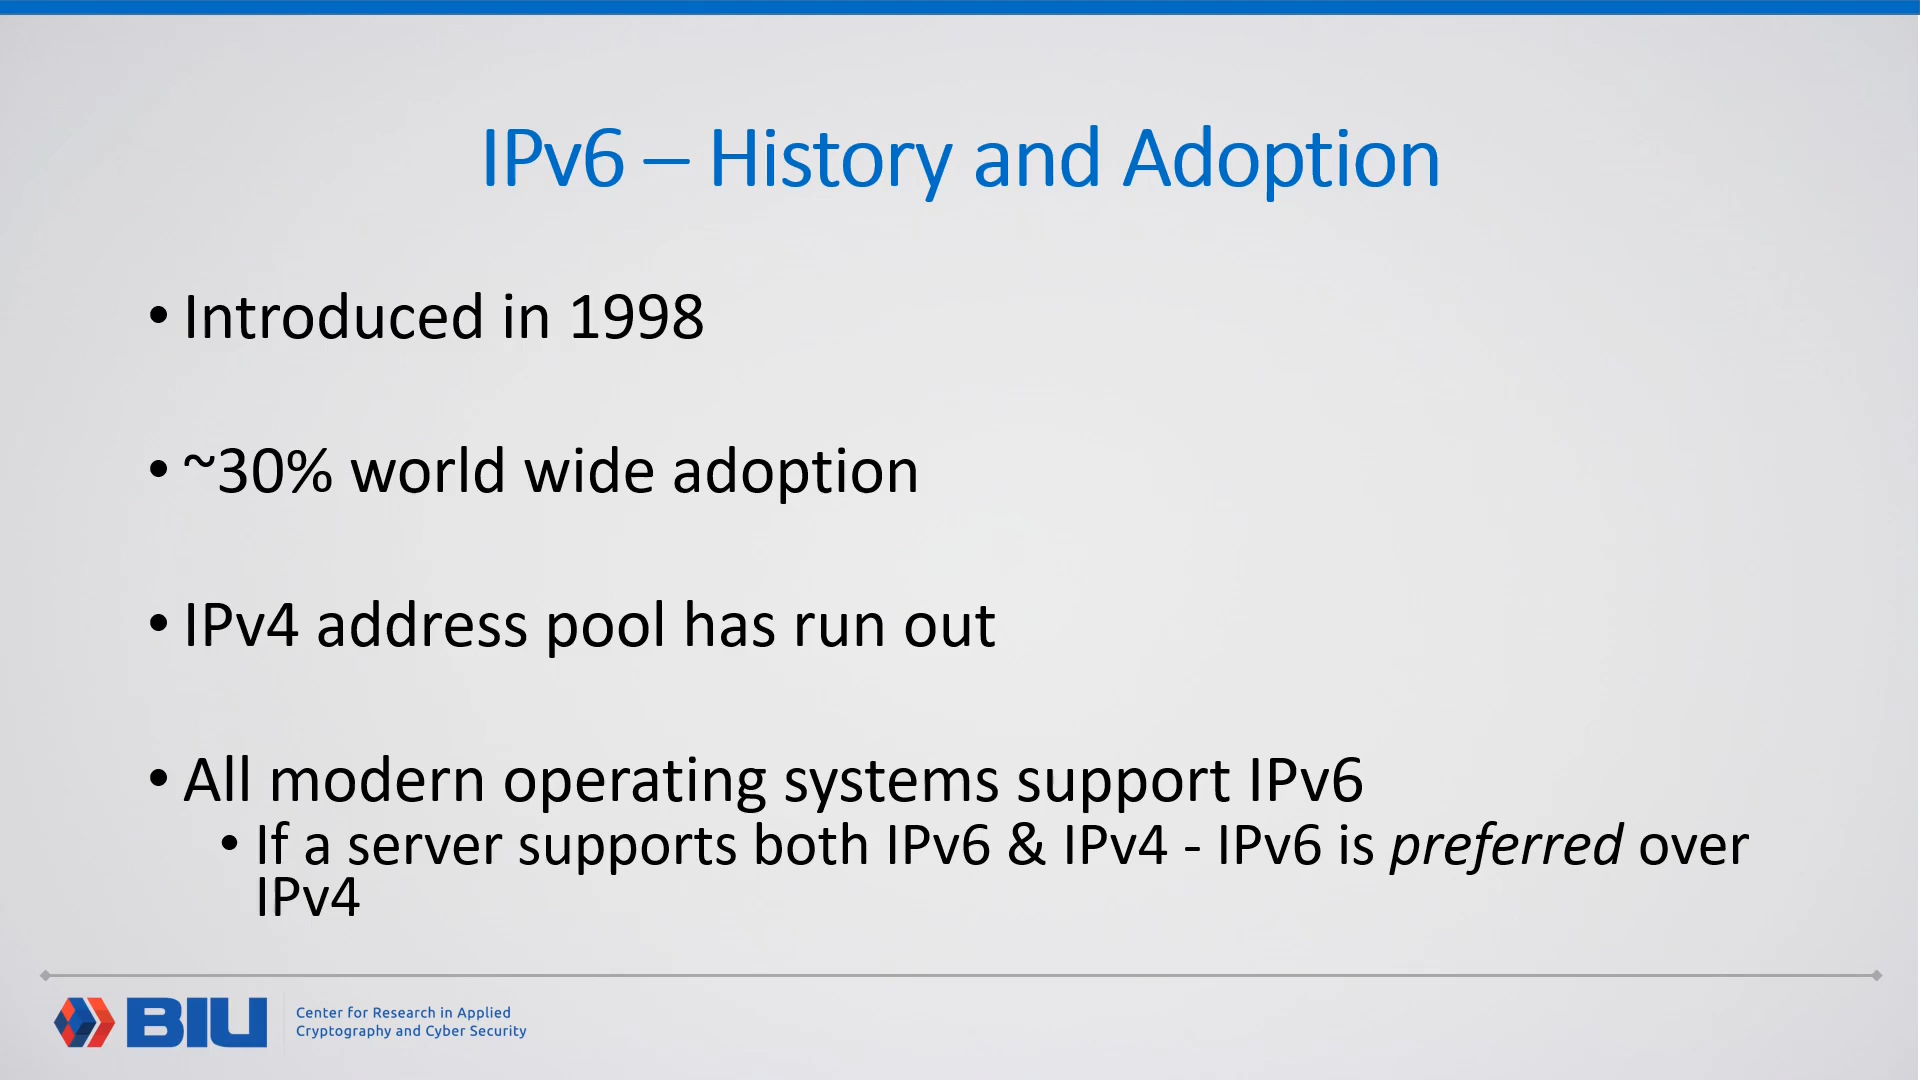 IPv6 – History and Adoption
• Introduced in 1998
• ~30% world wide adoption
• IPv4 address pool has run out
• All modern operating systems support IPv6
• If a server supports both IPv6 & IPv4 - IPv6 is preferred over
IPv4
BIU
Center for Research in Applied
Cryptography and Cyber Security